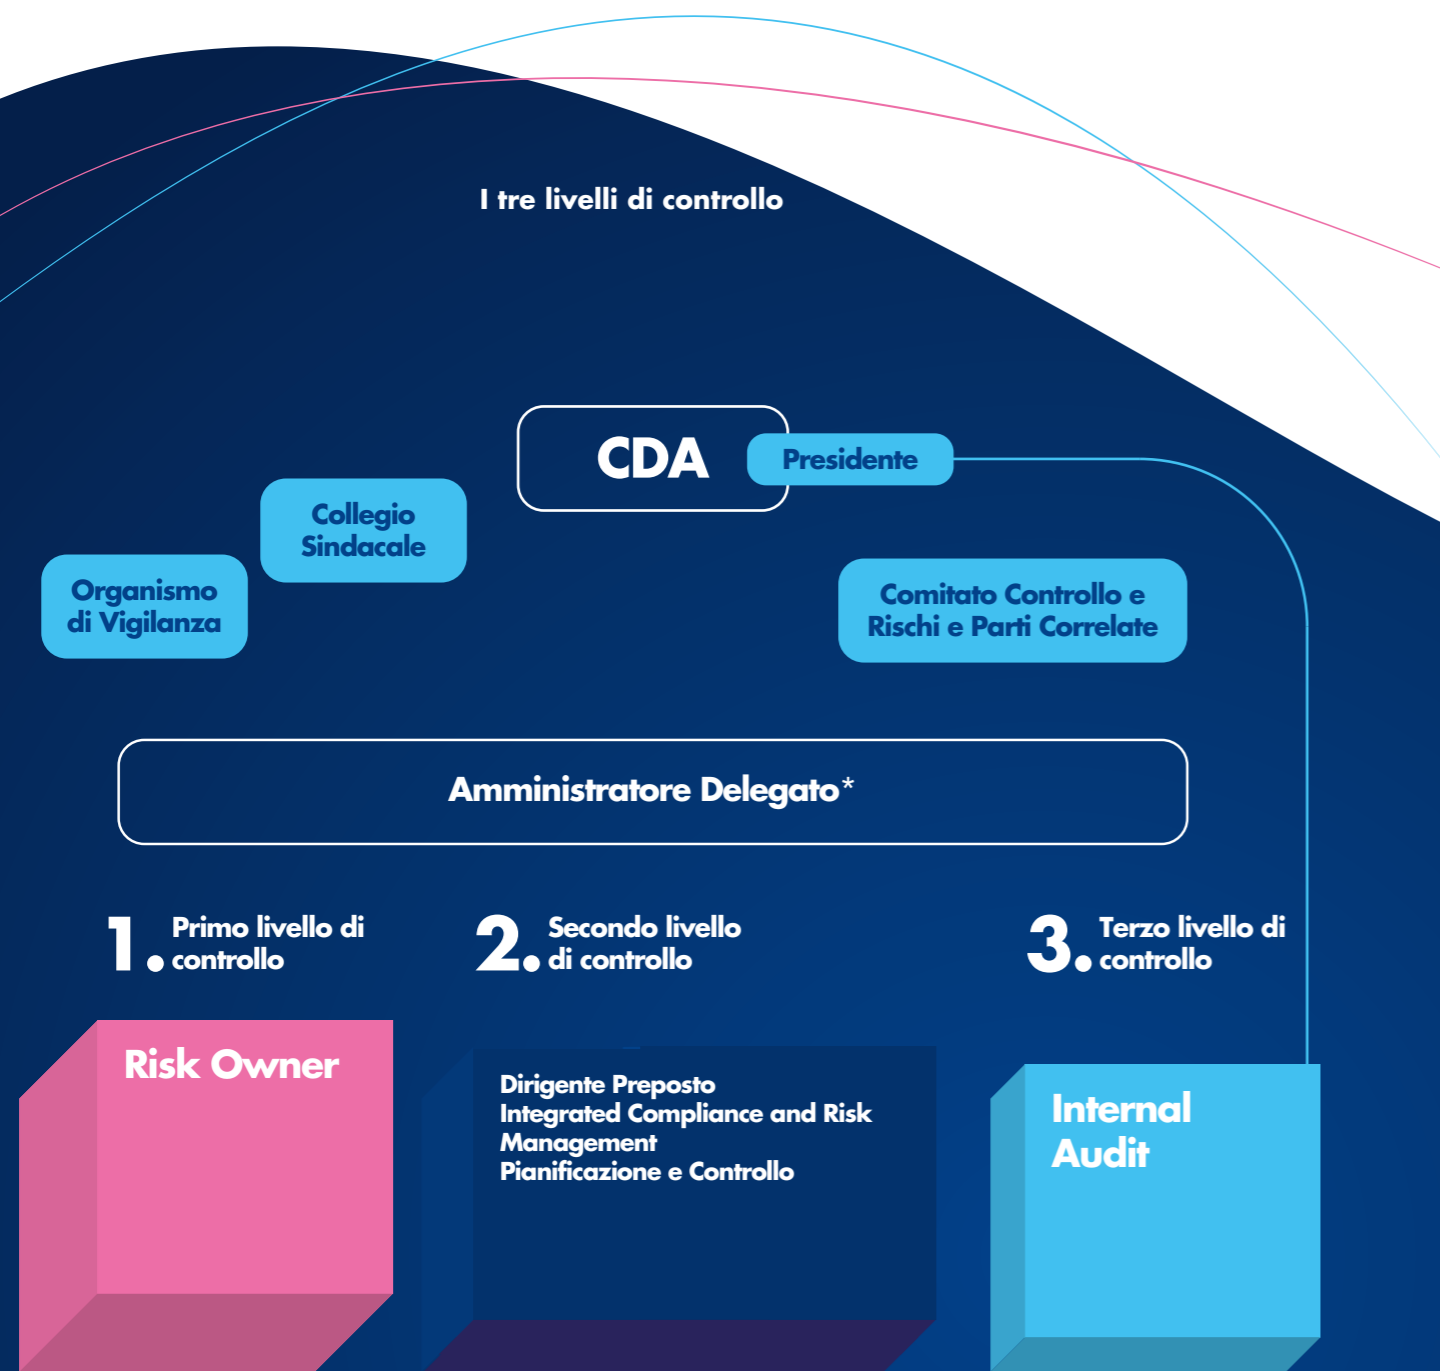 I tre livelli di controllo
CDA
Presidente
Collegio
Sindacale
Organismo
di Vigilanza
Comitato Controllo e
Rischi e Parti Correlate
Amministratore Delegato*
1. Primo livello di
controllo
2. Secondo livello
di controllo
3. Terzo livello di
controllo
Risk Owner
Dirigente Preposto
Integrated Compliance and Risk
Management
Pianificazione e Controllo
Internal
Audit